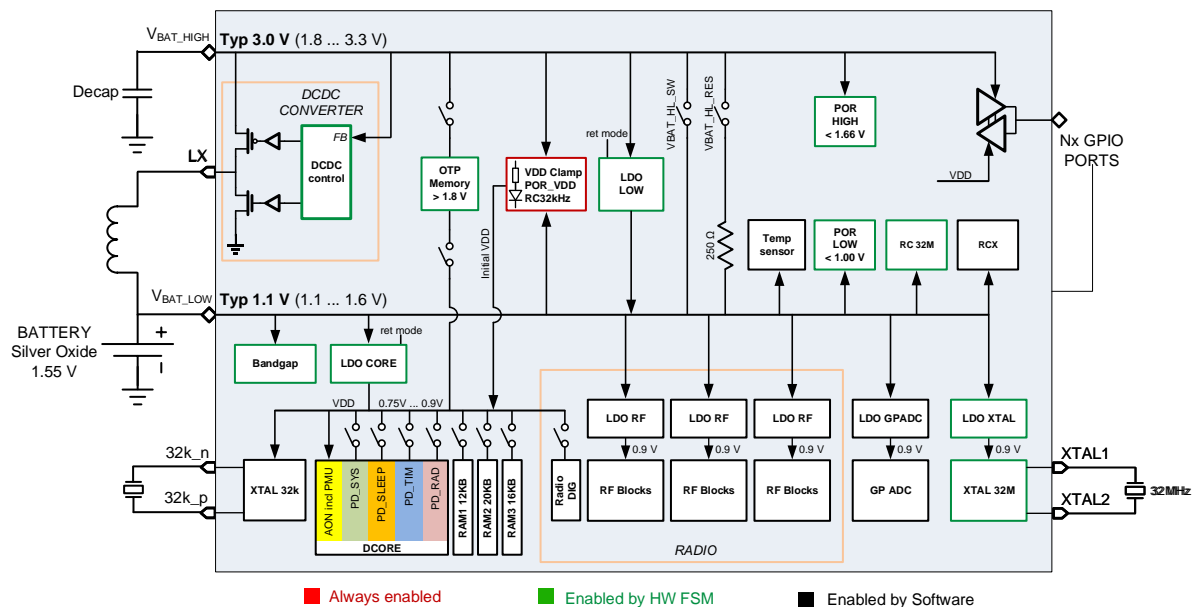 VBAT_HIGH
Typ 3.0 V (1.8 ... 3.3 V)
Decap
DCDC
CONVERTER
FB
LX
DCDC
control
OTP
Memory
> 1.8 V
VDD Clamp
POR_VDD
RC32kHz
ret mode
LDO
LOW
VBAT_HL_SW
VBAT_HL_RES
POR
HIGH
< 1.66 V
VDD
Nx GPIO
PORTS
Initial VDD
250 Ω
Temp
sensor
POR
LOW
< 1.00 V
RC 32M
RCX
VBAT_LOW
Typ 1.1 V (1.1 ... 1.6 V)
BATTERY
Silver Oxide
1.55 V
+
Bandgap
ret mode
LDO CORE
VDD
0.75V ... 0.9V
LDO RF
LDO RF
LDO RF
LDO GPADC
LDO XTAL
0.9 V
0.9 V
0.9 V
0.9 V
0.9 V
32k_n
32k_p
XTAL 32k
AON incl PMU
PD_SYS
PD_SLEEP
PD_TIM
PD_RAD
DCORE
RAM1 12KB
RAM2 20KB
RAM3 16KB
Radio
DIG
RF Blocks
RF Blocks
RF Blocks
GP ADC
XTAL 32M
RADIO
XTAL1
XTAL2
32MHz
Always enabled
Enabled by HW FSM
Enabled by Software